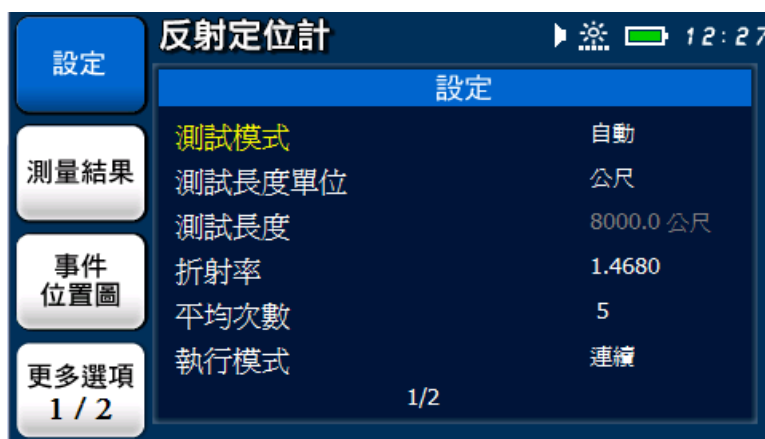 反射定位計 12:27
設定
測量結果
事件
位置圖
更多選項
1 / 2
設定
測試模式 自動
測試長度單位 公尺
測試長度 8000.0 公尺
折射率 1.4680
平均次數 5
執行模式 連續
1/2